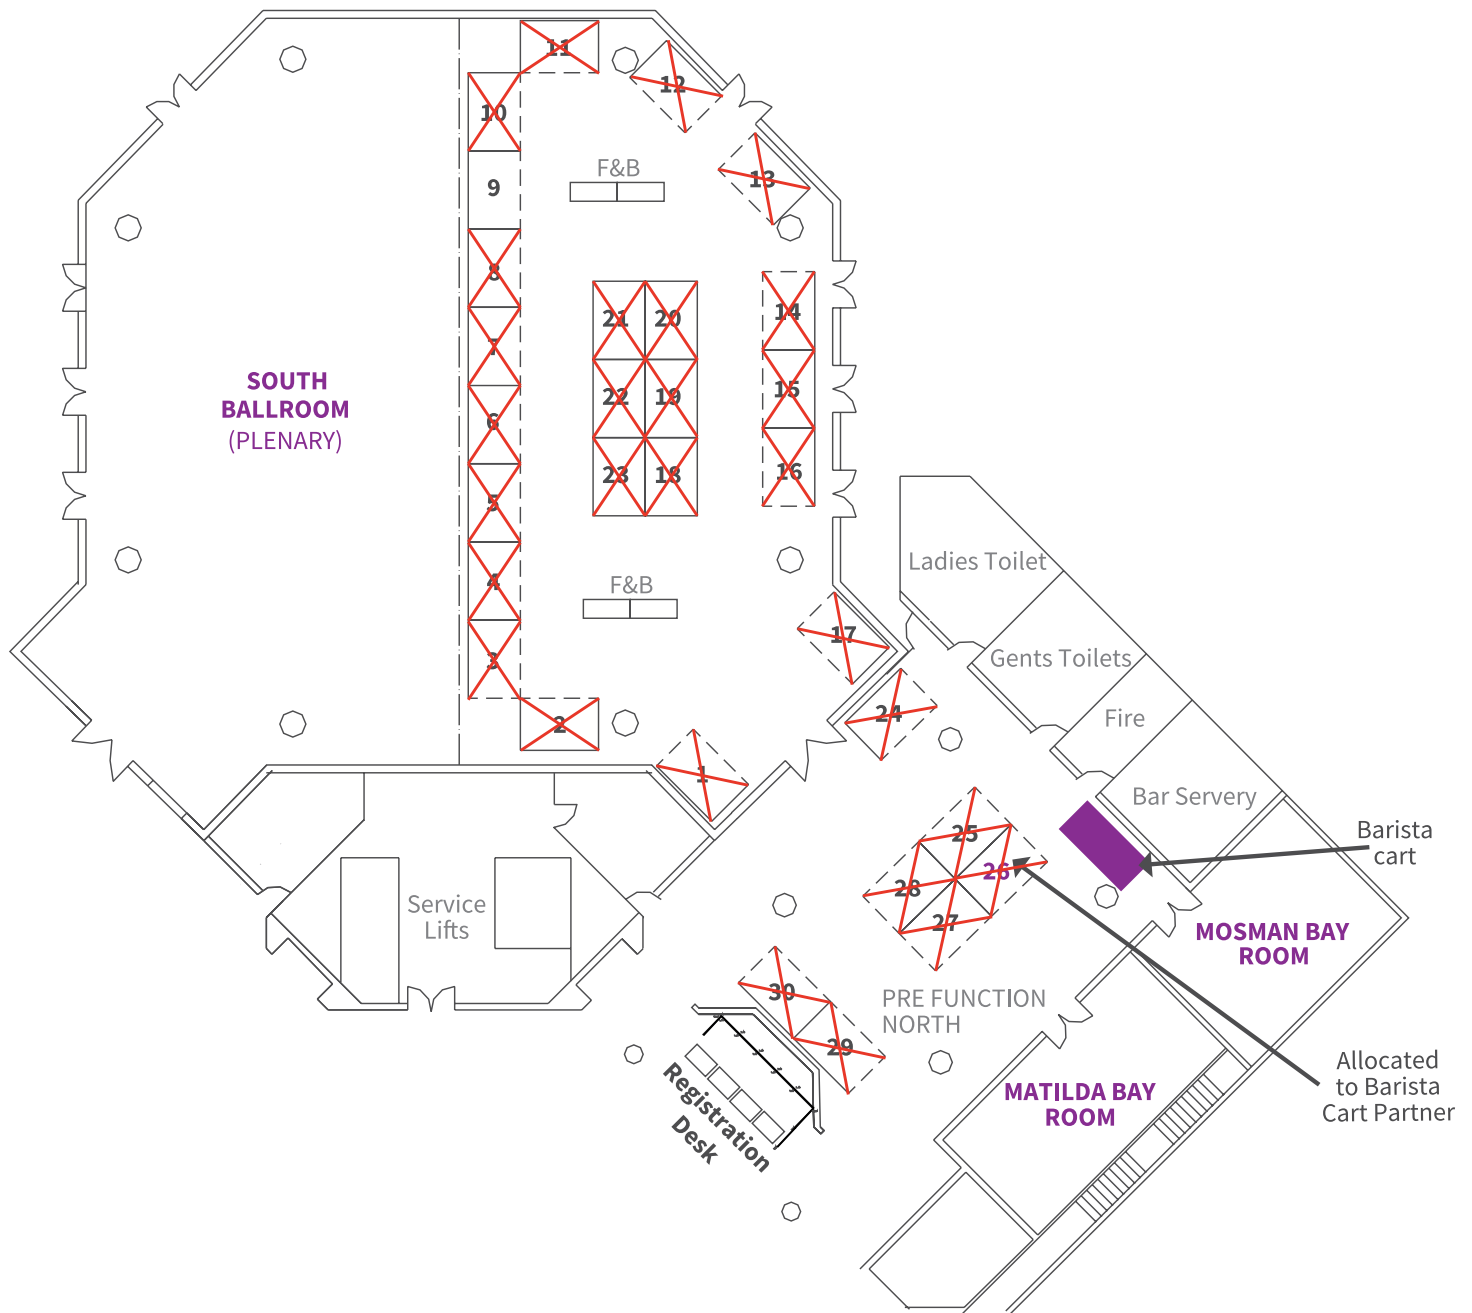 11
12
10
13
F&B
9
8
14
21
20
7
15
22
19
SOUTH
BALLROOM
(PLENARY)
6
16
23
18
5
Ladies Toilet
4
F&B
17
Gents Toilets
3
24
Fire
2
1
Bar Servery
25
Barista
cart
26
28
27
Service
Lifts
MOSMAN BAY
ROOM
30
PRE FUNCTION
NORTH
29
Registration
Desk
MATILDA BAY
ROOM
Allocated
to Barista
Cart Partner